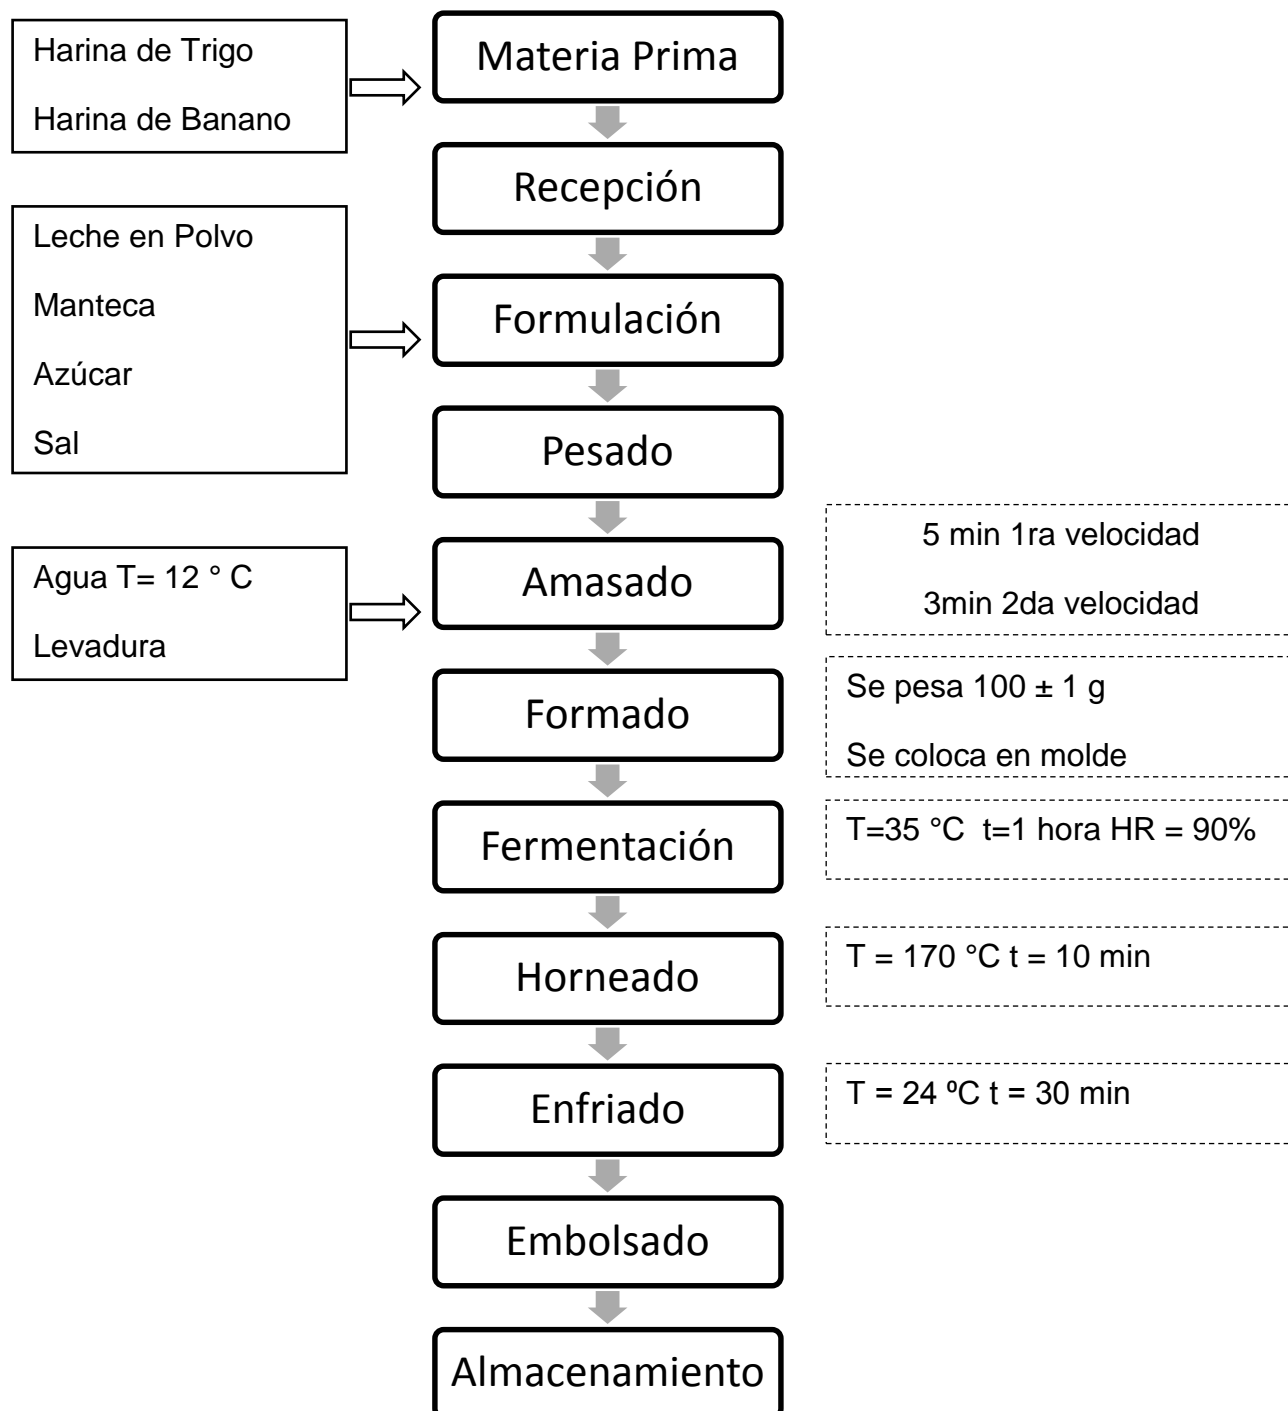 Harina de Trigo
Harina de Banano
Materia Prima
Recepción
Leche en Polvo
Manteca
Azúcar
Sal
Formulación
Pesado
Agua T= 12 ° C
Levadura
Amasado
5 min 1ra velocidad
3min 2da velocidad
Formado
Se pesa 100 ± 1 g
Se coloca en molde
Fermentación
T=35 °C  t=1 hora HR = 90%
Horneado
T = 170 °C t = 10 min
Enfriado
T = 24 ºC t = 30 min
Embolsado
Almacenamiento